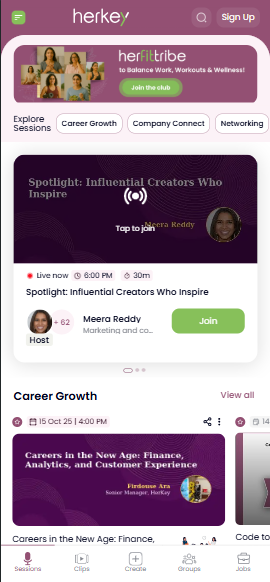 herkey
Sign Up
herfittribe
to Balance Work, Workouts & Wellness!
Join the club
Explore
Sessions
Career Growth
Company Connect
Networking
Spotlight: Influential Creators Who
Inspire
Meera Reddy
Tap to join
Live now
6:00 PM
30m
Spotlight: Influential Creators Who Inspire
+ 62
Host
Meera Reddy
Marketing and co...
Join
Career Growth
View all
15 Oct 25 | 4:00 PM
14
Careers in the New Age: Finance,
Analytics, and Customer Experience
Firdouse Ara
Senior Manager, HerKey
Careers in the New Age: Finance,
Code to
Sessions
Clips
Create
Groups
Jobs